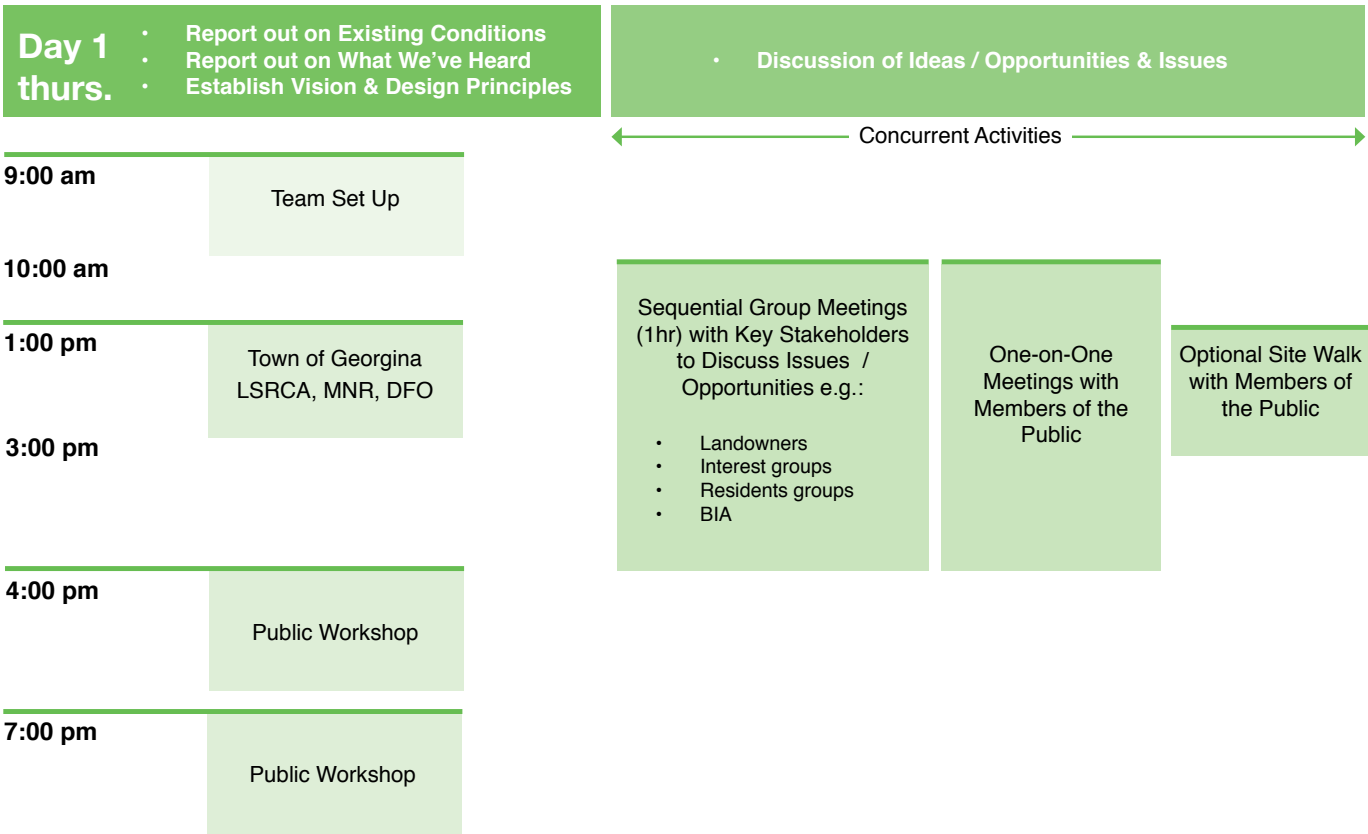 Day 1
thurs.
• Report out on Existing Conditions
• Report out on What We’ve Heard
• Establish Vision & Design Principles
• Discussion of Ideas / Opportunities & Issues
Concurrent Activities
9:00 am
Team Set Up
10:00 am
1:00 pm
Town of Georgina
LSRCA, MNR, DFO
3:00 pm
4:00 pm
Public Workshop
7:00 pm
Public Workshop
Sequential Group Meetings
(1hr) with Key Stakeholders
to Discuss Issues /
Opportunities e.g.:
• Landowners
• Interest groups
• Residents groups
• BIA
One-on-One
Meetings with
Members of the
Public
Optional Site Walk
with Members of
the Public